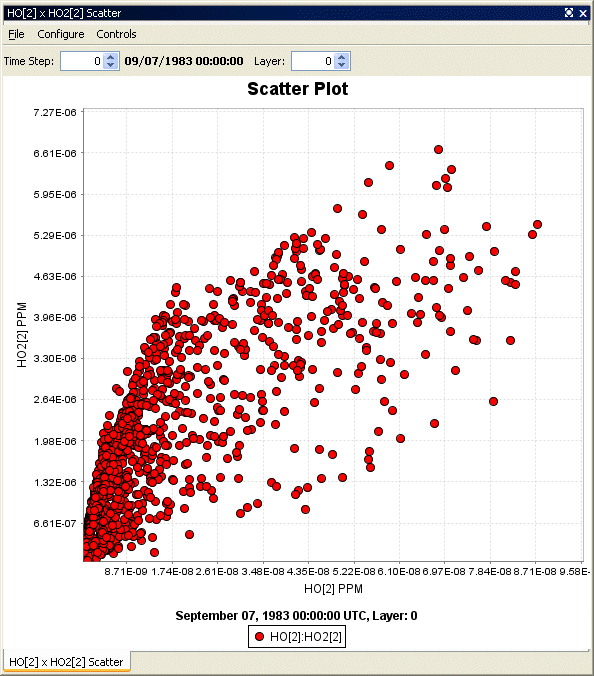 HO[2] x HO2[2] Scatter
File Configure Controls
Time Step: 0 09/07/1983 00:00:00 Layer: 0
Scatter Plot
7.27E-06
6.61E-06
5.95E-06
5.29E-06
4.63E-06
3.96E-06
3.30E-06
2.64E-06
1.98E-06
1.32E-06
6.61E-07
HO2[2] PPM
8.71E-09 1.74E-08 2.61E-08 3.48E-08 4.35E-08 5.22E-08 6.10E-08 6.97E-08 7.84E-08 8.71E-08 9.58E-
HO[2] PPM
September 07, 1983 00:00:00 UTC, Layer: 0
HO[2]:HO2[2]
HO[2] x HO2[2] Scatter